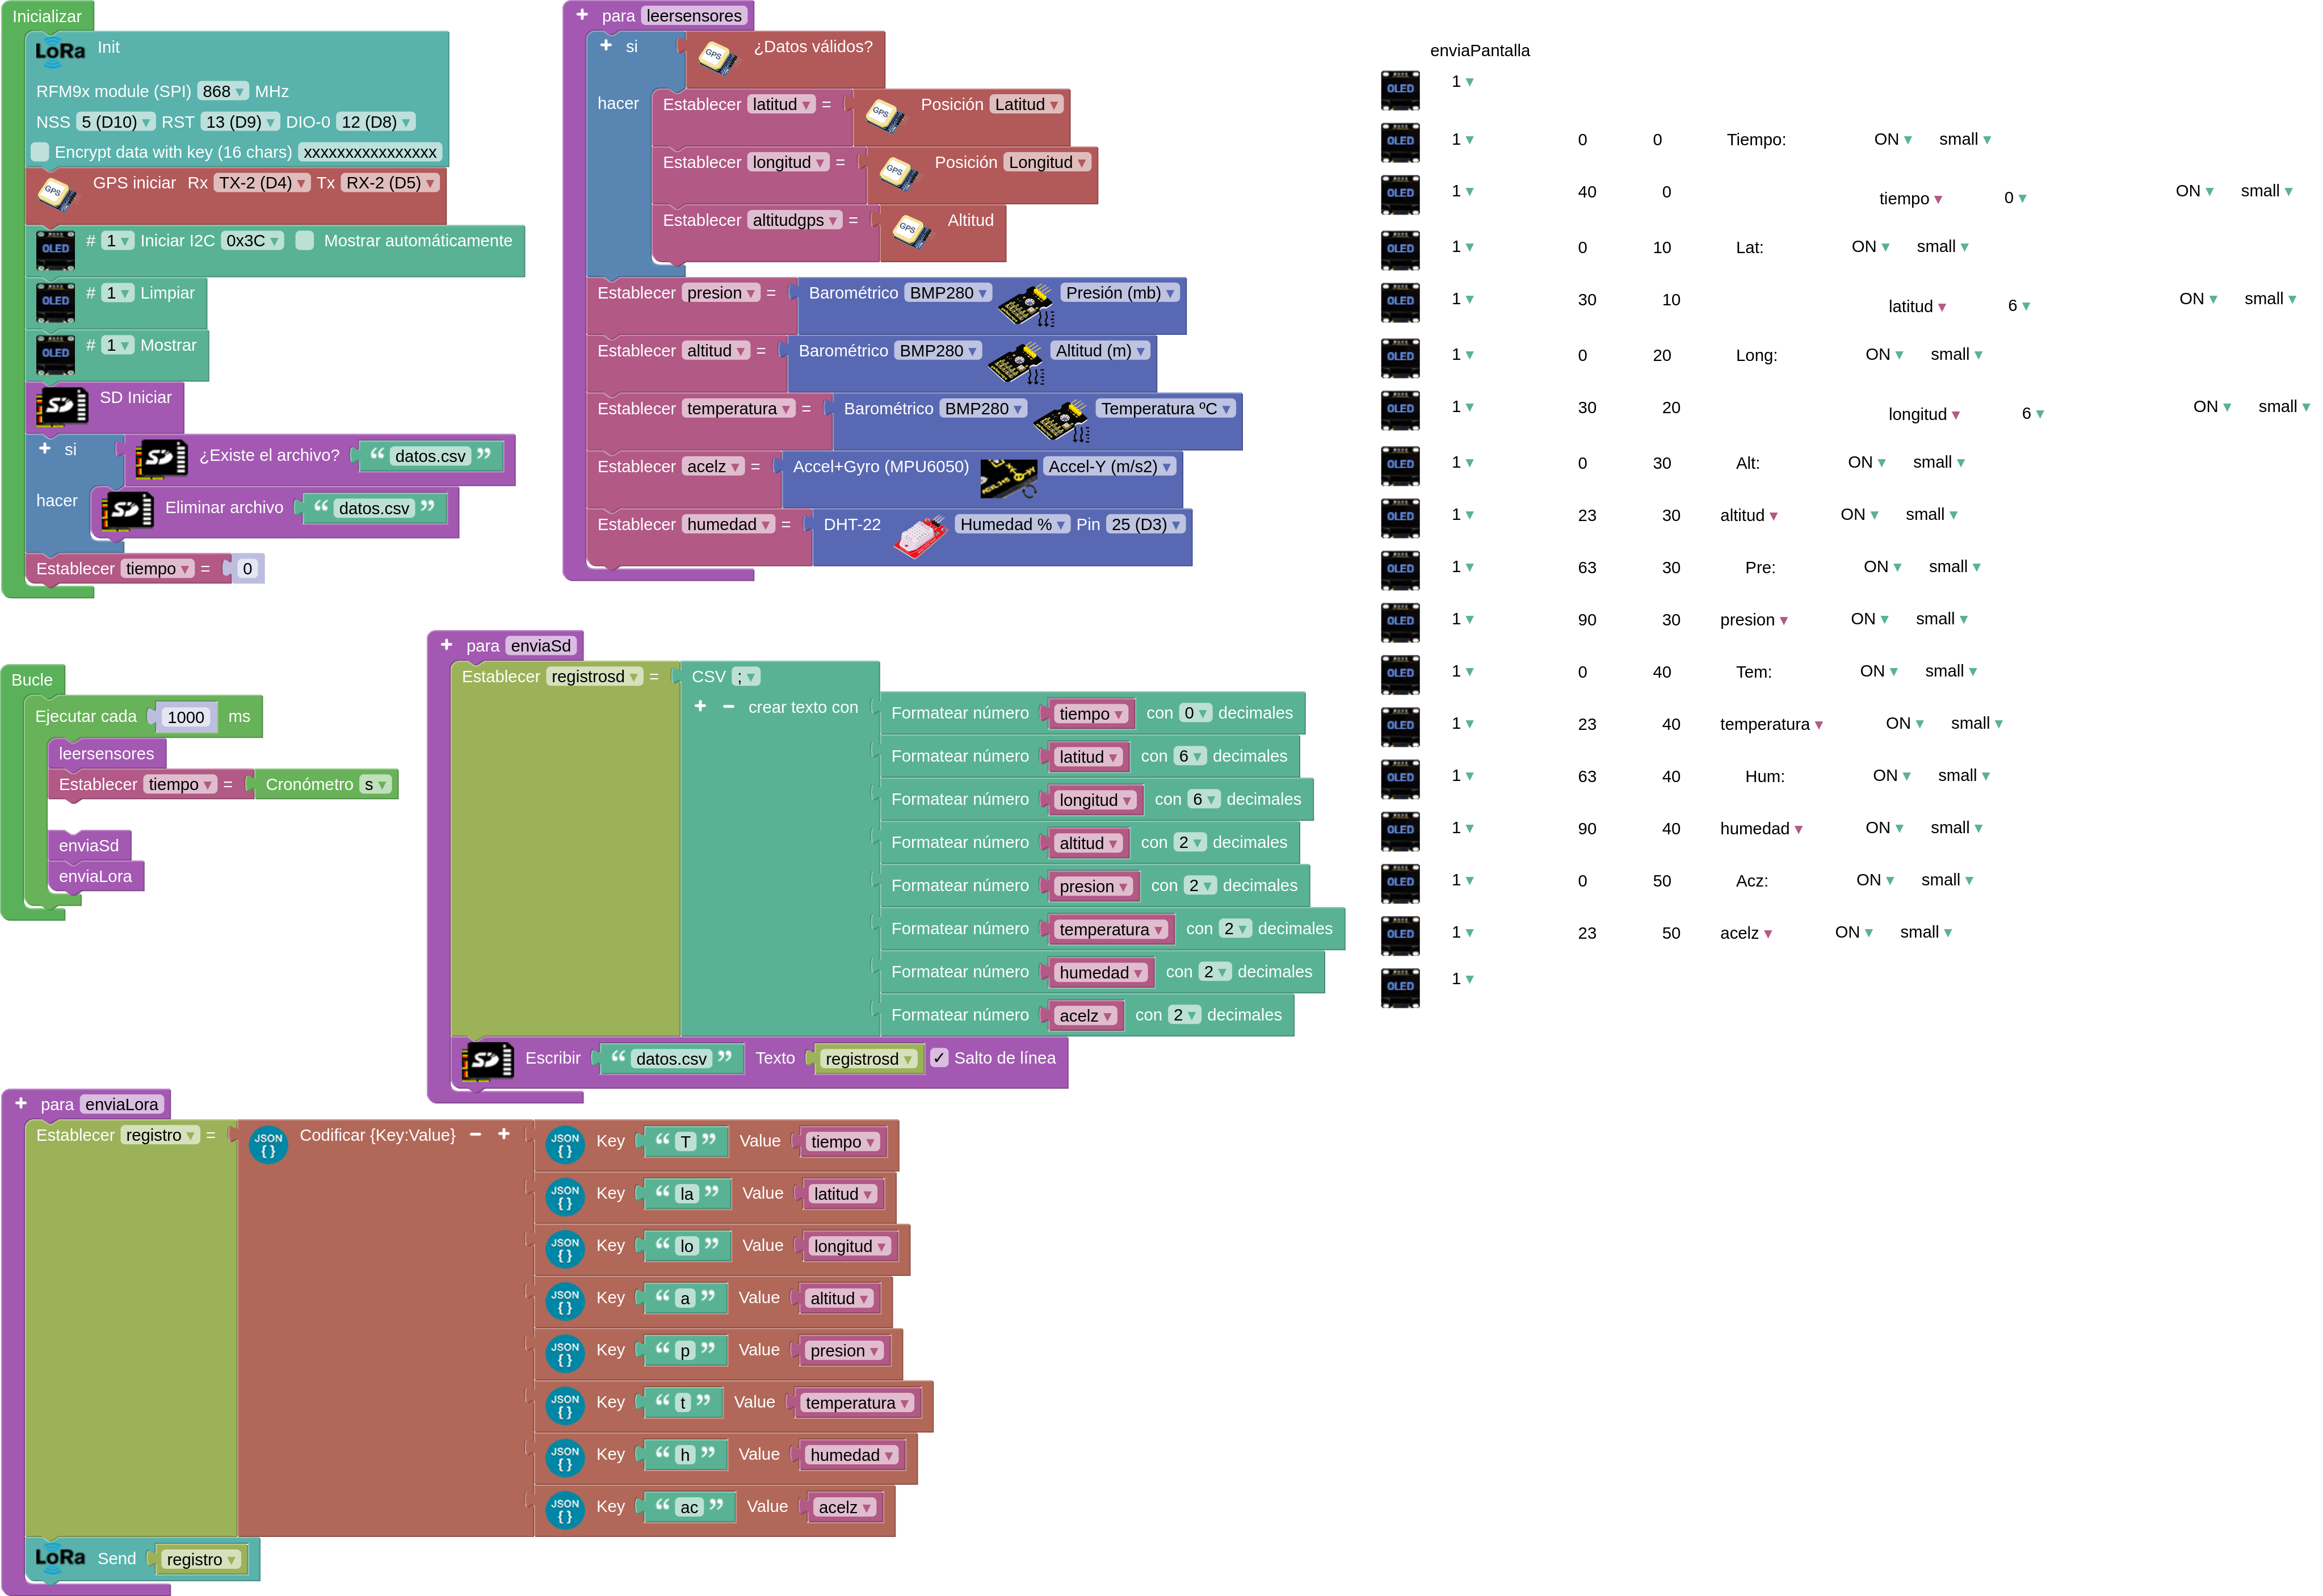 Inicializar
LoRa Init
RFM9x module (SPI) 868 MHz
NSS 5 (D10) RST 13 (D9) DIO-0 12 (D8)
Encrypt data with key (16 chars) xxxxxxxxxxxxxxxx
GPS GPS iniciar Rx TX-2 (D4) Tx RX-2 (D5)
OLED # 1 Iniciar I2C 0x3C Mostrar automáticamente
OLED # 1 Limpiar
OLED # 1 Mostrar
SD SD Iniciar
si SD ¿Existe el archivo? “ datos.csv ”
hacer SD Eliminar archivo “ datos.csv ”
Establecer tiempo = 0
para leersensores
si GPS ¿Datos válidos?
hacer Establecer latitud = GPS Posición Latitud
Establecer longitud = GPS Posición Longitud
Establecer altitudgps = GPS Altitud
Establecer presion = Barométrico BMP280 Presión (mb)
Establecer altitud = Barométrico BMP280 Altitud (m)
Establecer temperatura = Barométrico BMP280 Temperatura ºC
Establecer acelz = Accel+Gyro (MPU6050) Accel-Y (m/s2)
Establecer humedad = DHT-22 Humedad % Pin 25 (D3)
enviaPantalla
OLED 1
OLED 1 0 0 Tiempo: ON small
OLED 1 40 0 tiempo 0 ON small
OLED 1 0 10 Lat: ON small
OLED 1 30 10 latitud 6 ON small
OLED 1 0 20 Long: ON small
OLED 1 30 20 longitud 6 ON small
OLED 1 0 30 Alt: ON small
OLED 1 23 30 altitud ON small
OLED 1 63 30 Pre: ON small
OLED 1 90 30 presion ON small
OLED 1 0 40 Tem: ON small
OLED 1 23 40 temperatura ON small
OLED 1 63 40 Hum: ON small
OLED 1 90 40 humedad ON small
OLED 1 0 50 Acz: ON small
OLED 1 23 50 acelz ON small
OLED 1
Bucle
Ejecutar cada 1000 ms
leersensores
Establecer tiempo = Cronómetro s
enviaSd
enviaLora
para enviaSd
Establecer registrosd = CSV ;
crear texto con Formatear número tiempo con 0 decimales
Formatear número latitud con 6 decimales
Formatear número longitud con 6 decimales
Formatear número altitud con 2 decimales
Formatear número presion con 2 decimales
Formatear número temperatura con 2 decimales
Formatear número humedad con 2 decimales
Formatear número acelz con 2 decimales
SD Escribir “ datos.csv ” Texto registrosd Salto de línea
para enviaLora
Establecer registro = JSON { } Codificar {Key:Value} JSON { } Key “ T ” Value tiempo
JSON { } Key “ la ” Value latitud
JSON { } Key “ lo ” Value longitud
JSON { } Key “ a ” Value altitud
JSON { } Key “ p ” Value presion
JSON { } Key “ t ” Value temperatura
JSON { } Key “ h ” Value humedad
JSON { } Key “ ac ” Value acelz
LoRa Send registro